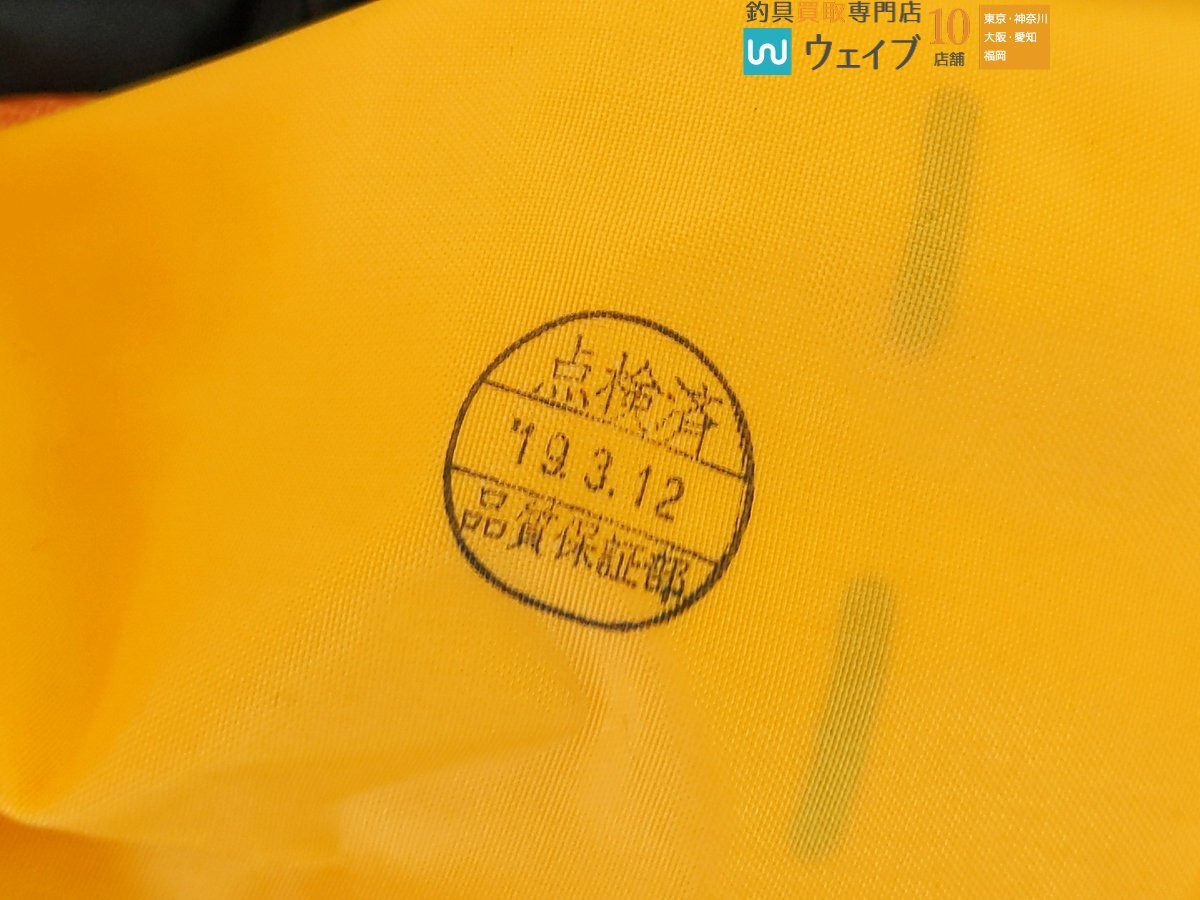 釣具買取専門店
ウェイブ
10
店舗
東京・神奈川
大阪・愛知
福岡
点検済
'19.3.12
品質保証部